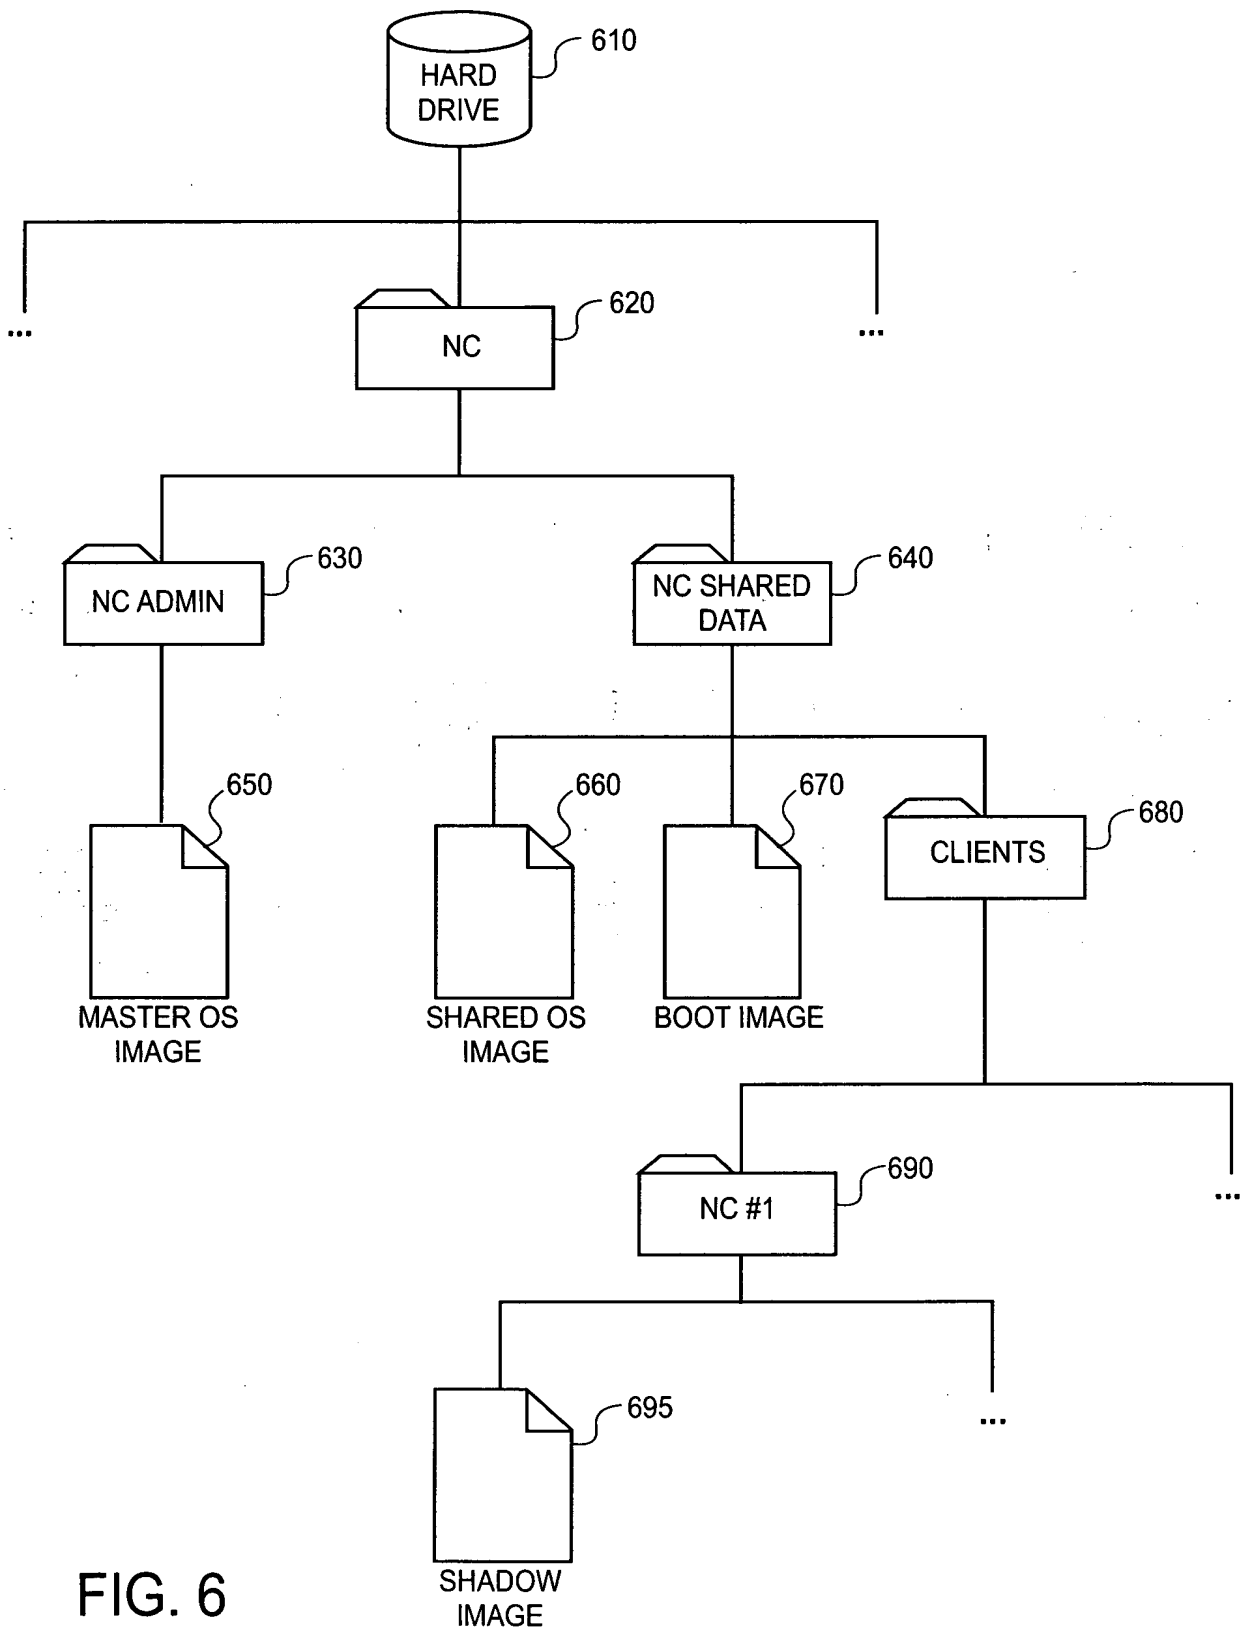 610
HARD
DRIVE
620
... NC ...
630
640
NC ADMIN
NC SHARED
DATA
650
660
670
680
CLIENTS
MASTER OS
IMAGE
SHARED OS
IMAGE
BOOT IMAGE
690
NC #1
...
695
...
SHADOW
IMAGE
FIG. 6